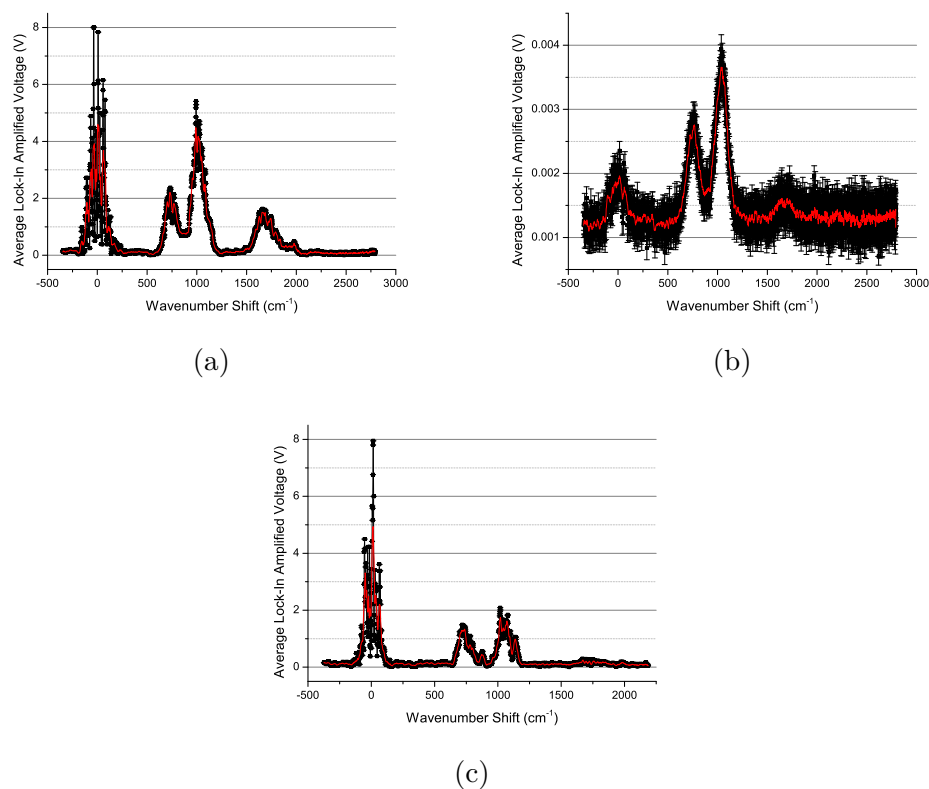 8
6
4
2
0
Average Lock-In Amplified Voltage (V)
-500 0 500 1000 1500 2000 2500 3000
Wavenumber Shift (cm⁻¹)
(a)
0.004
0.003
0.002
0.001
Average Lock-In Amplified Voltage (V)
-500 0 500 1000 1500 2000 2500 3000
Wavenumber Shift (cm⁻¹)
(b)
8
6
4
2
0
Average Lock-In Amplified Voltage (V)
-500 0 500 1000 1500 2000
Wavenumber Shift (cm⁻¹)
(c)